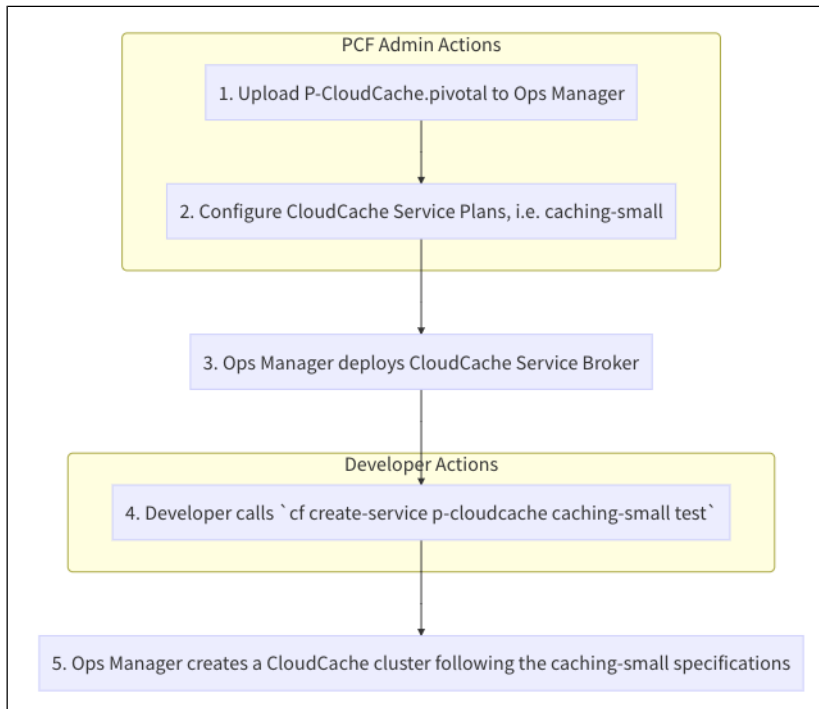 PCF Admin Actions
1. Upload P-CloudCache.pivotal to Ops Manager
2. Configure CloudCache Service Plans, i.e. caching-small
3. Ops Manager deploys CloudCache Service Broker
Developer Actions
4. Developer calls `cf create-service p-cloudcache caching-small test`
5. Ops Manager creates a CloudCache cluster following the caching-small specifications